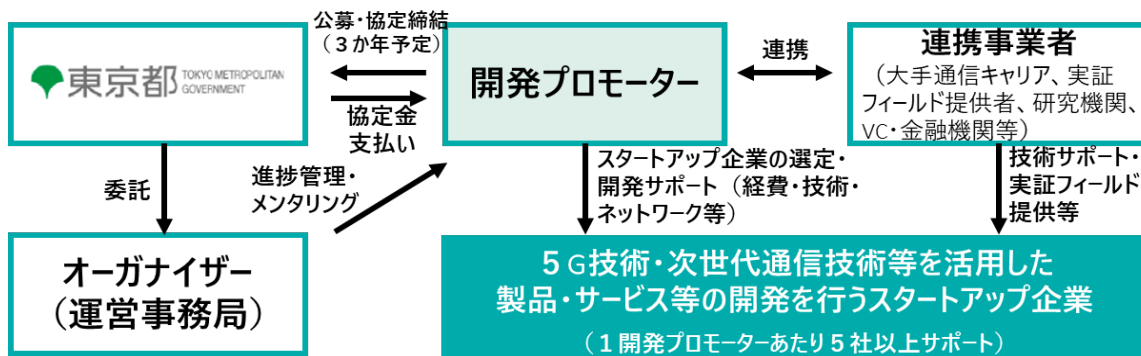 公募・協定締結
（３か年予定）
東京都
TOKYO METROPOLITAN
GOVERNMENT
協定金
支払い
開発プロモーター
連携
連携事業者
（大手通信キャリア、実証
フィールド提供者、研究機関、
VC・金融機関等）
委託
進捗管理・
メンタリング
スタートアップ企業の選定・
開発サポート（経費・技術・
ネットワーク等）
技術サポート・
実証フィールド
提供等
オーガナイザー
（運営事務局）
５G技術・次世代通信技術等を活用した
製品・サービス等の開発を行うスタートアップ企業
（１開発プロモーターあたり５社以上サポート）